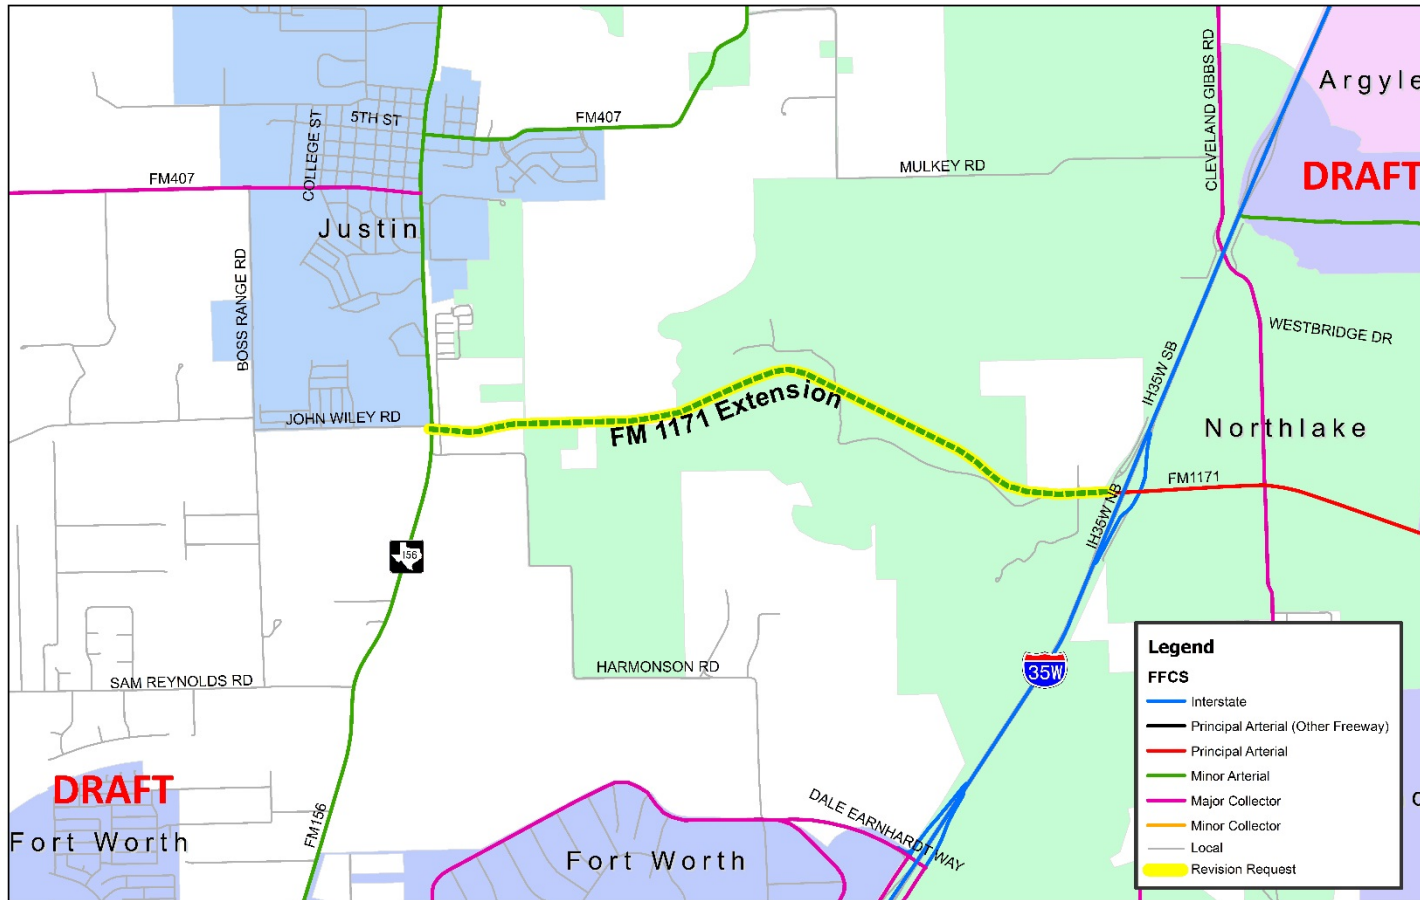 Argyle
CLEVELAND GIBBS RD
FM407
5TH ST
COLLEGE ST
MULKEY RD
DRAFT
FM407
Justin
BOSS RANGE RD
WESTBRIDGE DR
IH35W SB
JOHN WILEY RD
FM 1171 Extension
Northlake
FM1171
IH35W NB
156
HARMONSON RD
35W
SAM REYNOLDS RD
DRAFT
Fort Worth
FM156
Fort Worth
DALE EARNHARDT WAY
Legend
FFCS
Interstate
Principal Arterial (Other Freeway)
Principal Arterial
Minor Arterial
Major Collector
Minor Collector
Local
Revision Request